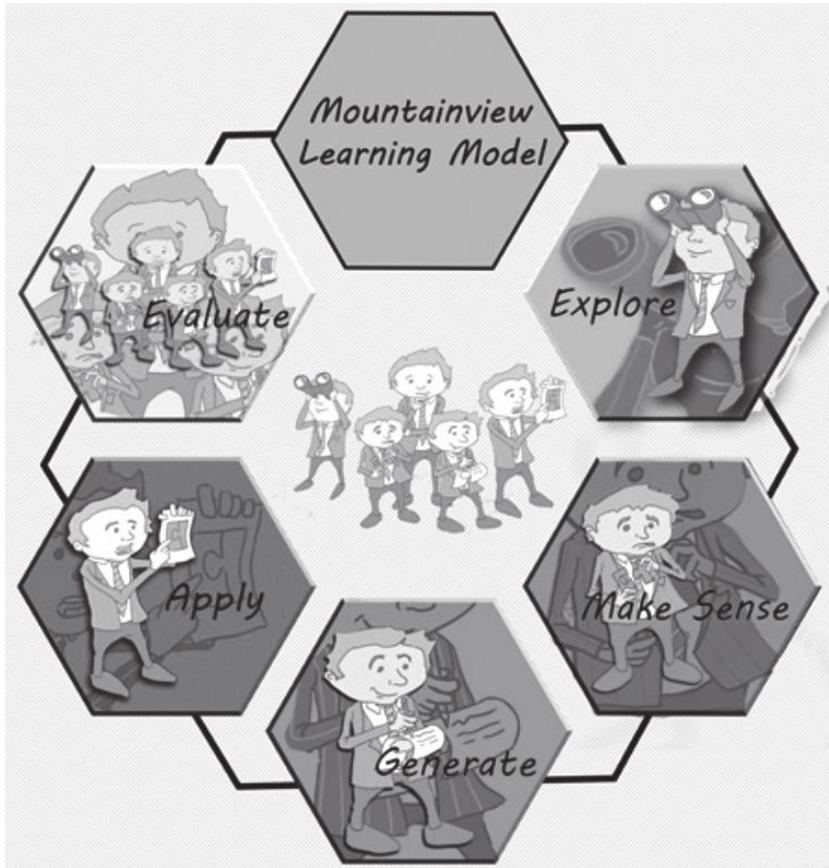 Mountainview
Learning Model
Explore
Make Sense
Generate
Apply
Evaluate